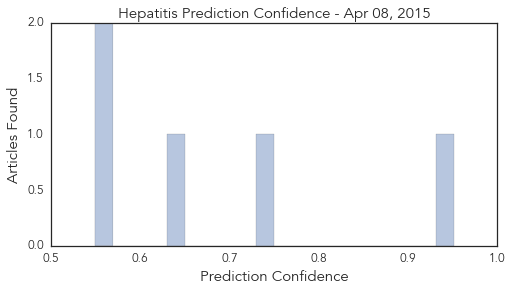 Hepatitis Prediction Confidence - Apr 08, 2015
Articles Found
2.0
1.5
1.0
0.5
0.0
0.5 0.6 0.7 0.8 0.9 1.0
Prediction Confidence